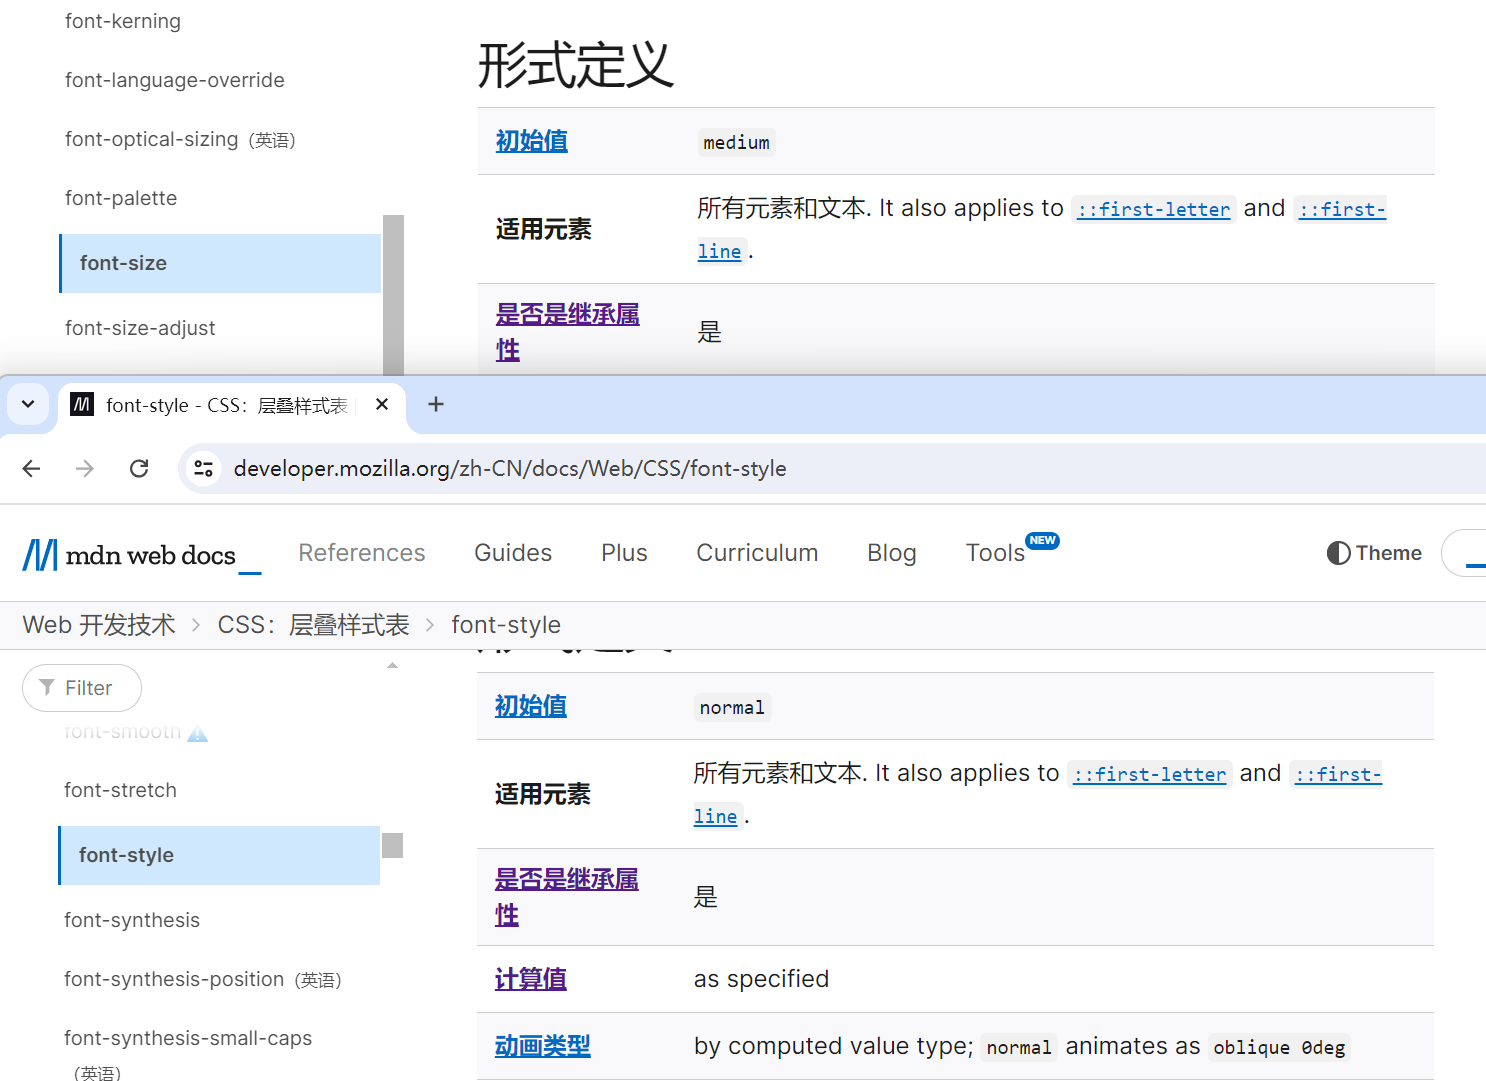 font-kerning
font-language-override
font-optical-sizing (英语)
font-palette
font-size
font-size-adjust
形式定义
初始值 medium
适用元素 所有元素和文本. It also applies to ::first-letter and ::first-
line.
是否是继承属
性 是
font-style - CSS：层叠样式表
developer.mozilla.org/zh-CN/docs/Web/CSS/font-style
mdn web docs References Guides Plus Curriculum Blog Tools NEW Theme
Web 开发技术 > CSS：层叠样式表 > font-style
Filter
font-smooth
font-stretch
font-style
font-synthesis
font-synthesis-position (英语)
font-synthesis-small-caps
(英语)
初始值 normal
适用元素 所有元素和文本. It also applies to ::first-letter and ::first-
line.
是否是继承属
性 是
计算值 as specified
动画类型 by computed value type; normal animates as oblique 0deg